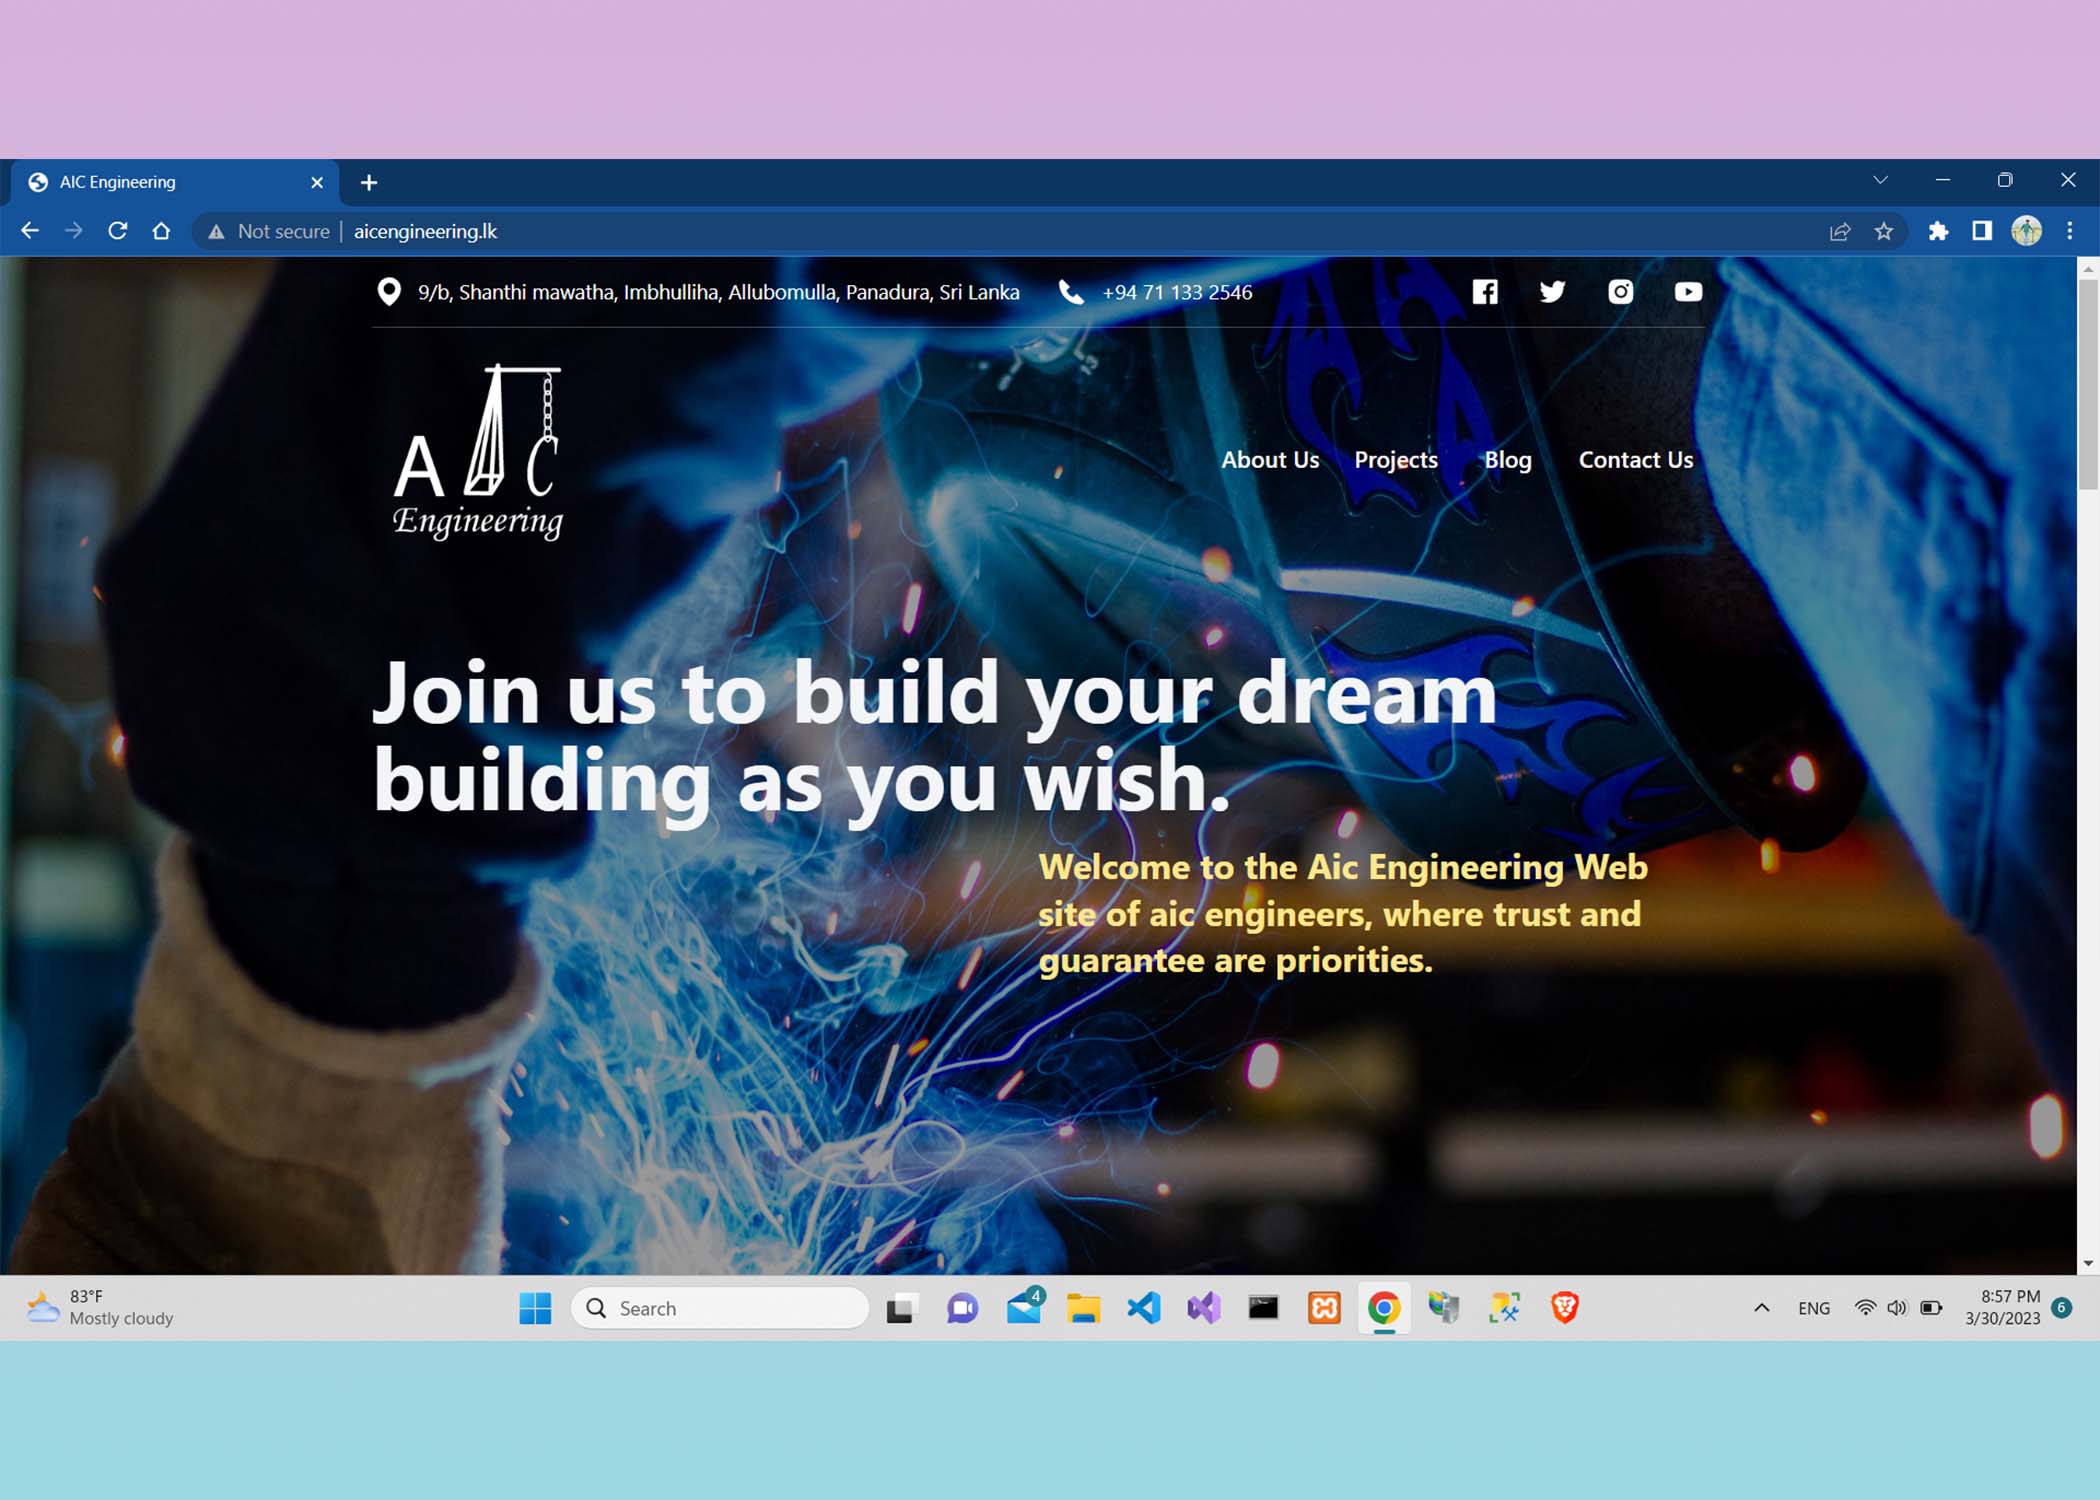 AIC Engineering
Not secure
aicengineering.lk
9/b, Shanthi mawatha, Imbhulliha, Allubomulla, Panadura, Sri Lanka
+94 71 133 2546
AIC
Engineering
About Us Projects Blog Contact Us
Join us to build your dream
building as you wish.
Welcome to the Aic Engineering Web
site of aic engineers, where trust and
guarantee are priorities.
83°F
Mostly cloudy
Search
4
ENG
8:57 PM
3/30/2023
6